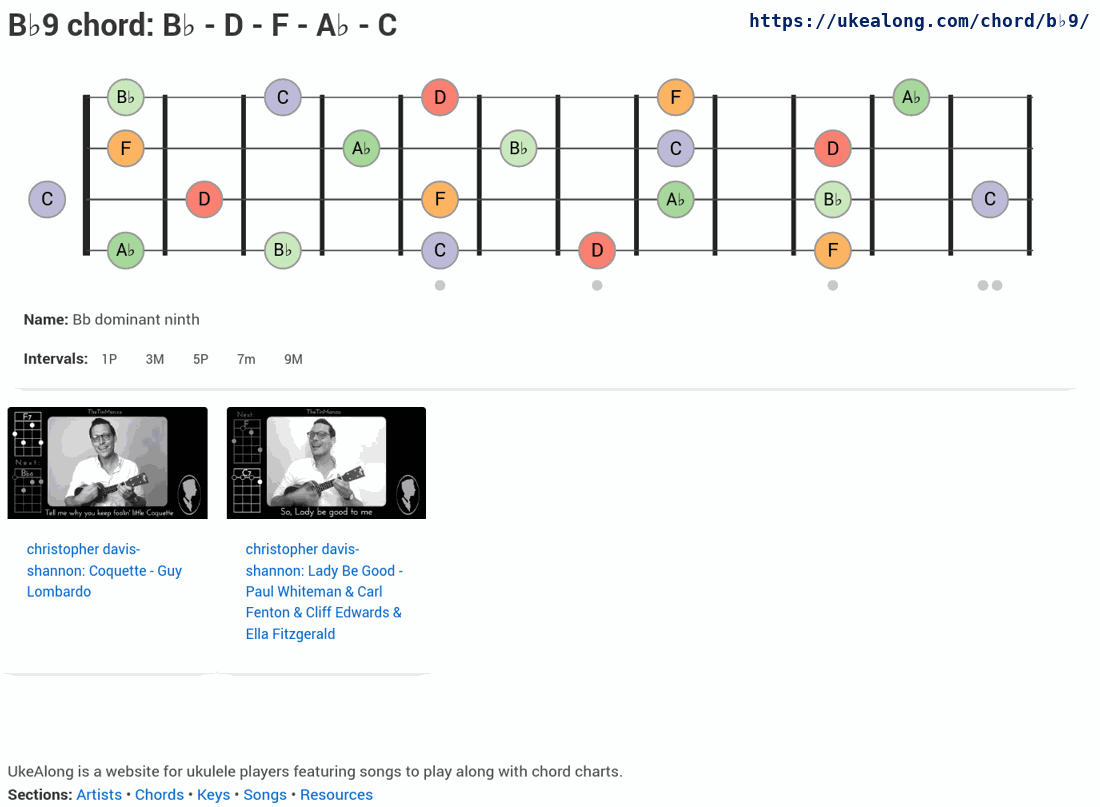 B♭9 chord: B♭ - D - F - A♭ - C
https://ukealong.com/chord/b♭9/
B♭ C D F A♭
F A♭ B♭ C D
C D F A♭ B♭ C
A♭ B♭ C D F
Name: Bb dominant ninth
Intervals: 1P 3M 5P 7m 9M
TheTinManas
F7
Next:
Bb6
Tell me why you keep foolin' little Coquette
TheTinManas
Next:
F
C7
So, Lady be good to me
christopher davis-
shannon: Coquette - Guy
Lombardo
christopher davis-
shannon: Lady Be Good -
Paul Whiteman & Carl
Fenton & Cliff Edwards &
Ella Fitzgerald
UkeAlong is a website for ukulele players featuring songs to play along with chord charts.
Sections: Artists • Chords • Keys • Songs • Resources